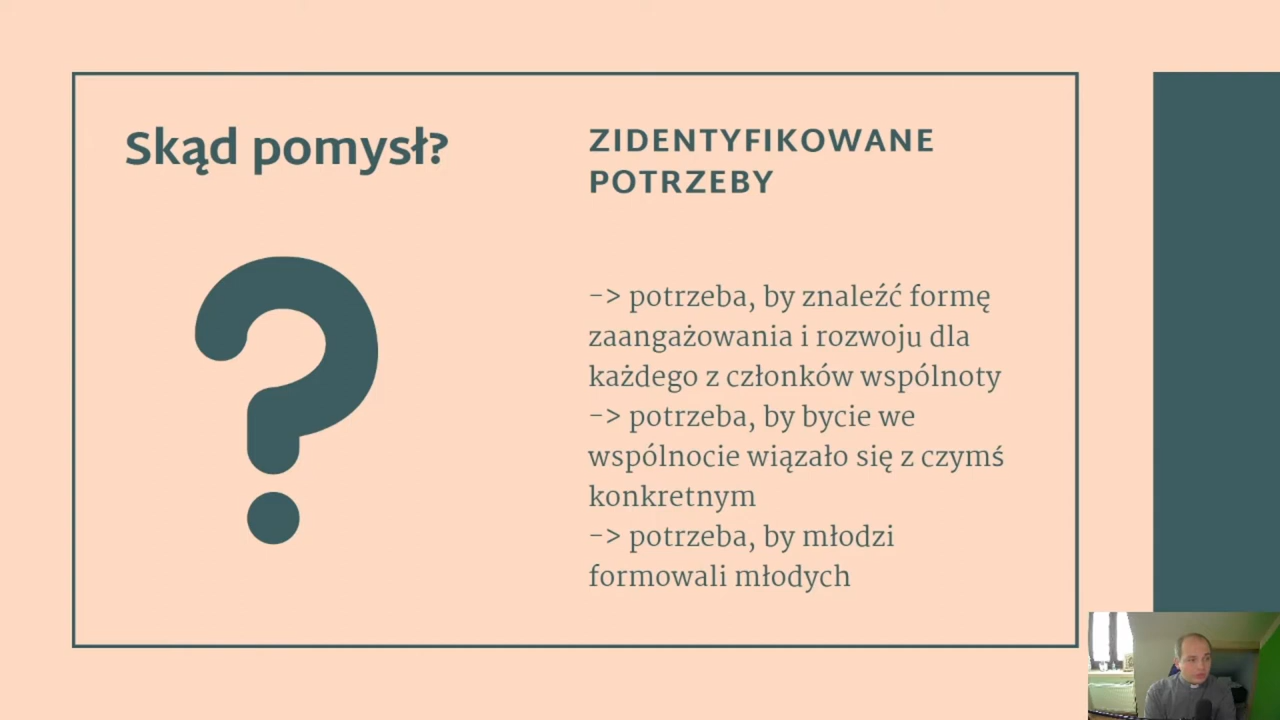 Skąd pomysł?
?
ZIDENTYFIKOWANE
POTRZEBY
-> potrzeba, by znaleźć formę
zaangażowania i rozwoju dla
każdego z członków wspólnoty
-> potrzeba, by bycie we
wspólnocie wiązało się z czymś
konkretnym
-> potrzeba, by młodzi
formowali młodych